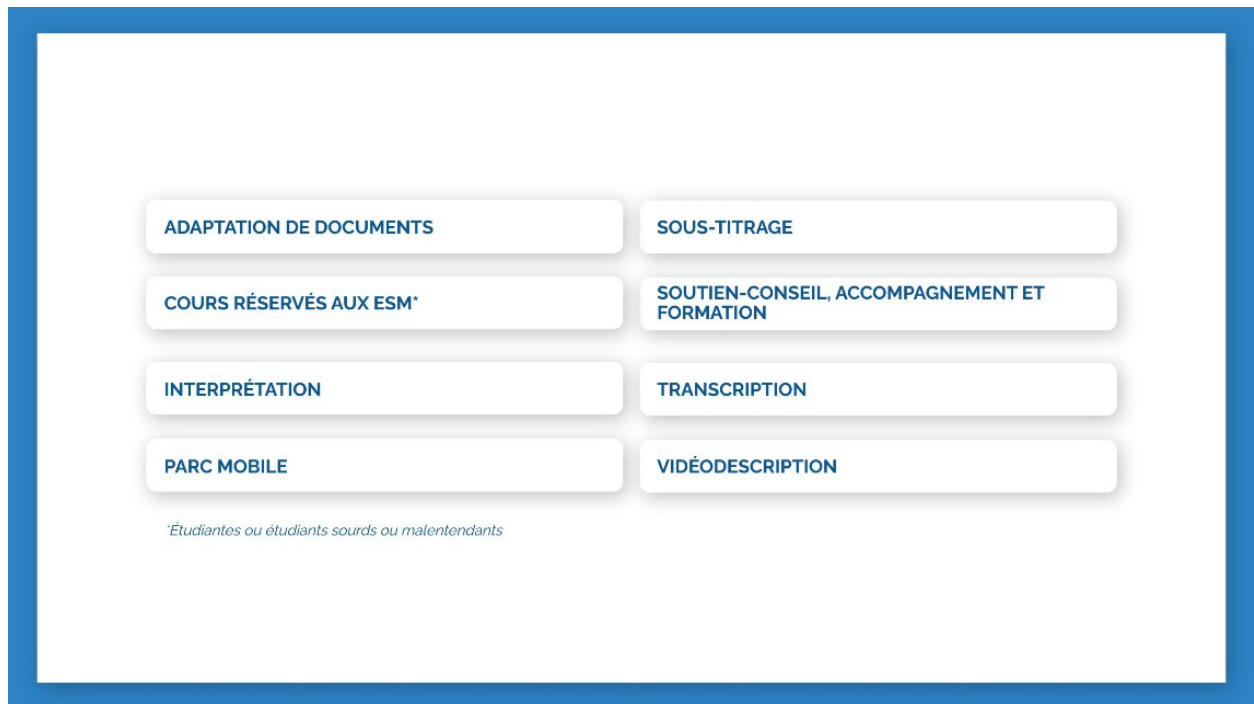 ADAPTATION DE DOCUMENTS
SOUS-TITRAGE
COURS RÉSERVÉS AUX ESM*
SOUTIEN-CONSEIL, ACCOMPAGNEMENT ET
FORMATION
INTERPRÉTATION
TRANSCRIPTION
PARC MOBILE
VIDÉODESCRIPTION
*Étudiantes ou étudiants sourds ou malentendants